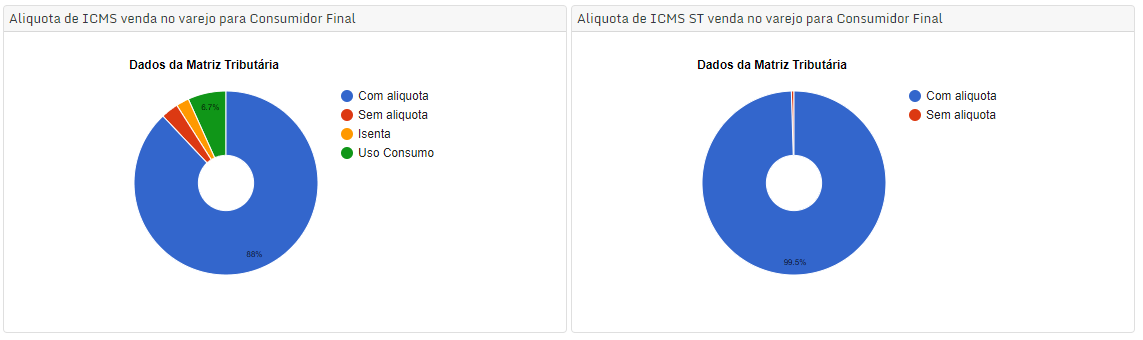 Aliquota de ICMS venda no varejo para Consumidor Final
Dados da Matriz Tributária
Com aliquota
Sem aliquota
Isenta
Uso Consumo
6.7%
88%
Aliquota de ICMS ST venda no varejo para Consumidor Final
Dados da Matriz Tributária
Com aliquota
Sem aliquota
99.5%